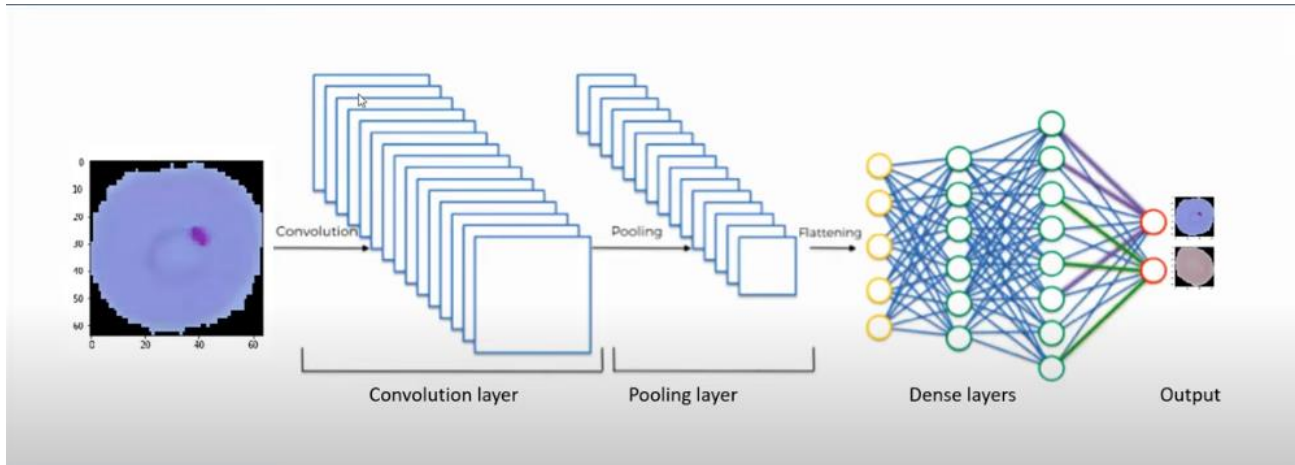 0
10
20
30
40
50
60
0 20 40 60
Convolution
Pooling
Flattening
Convolution layer
Pooling layer
Dense layers
Output